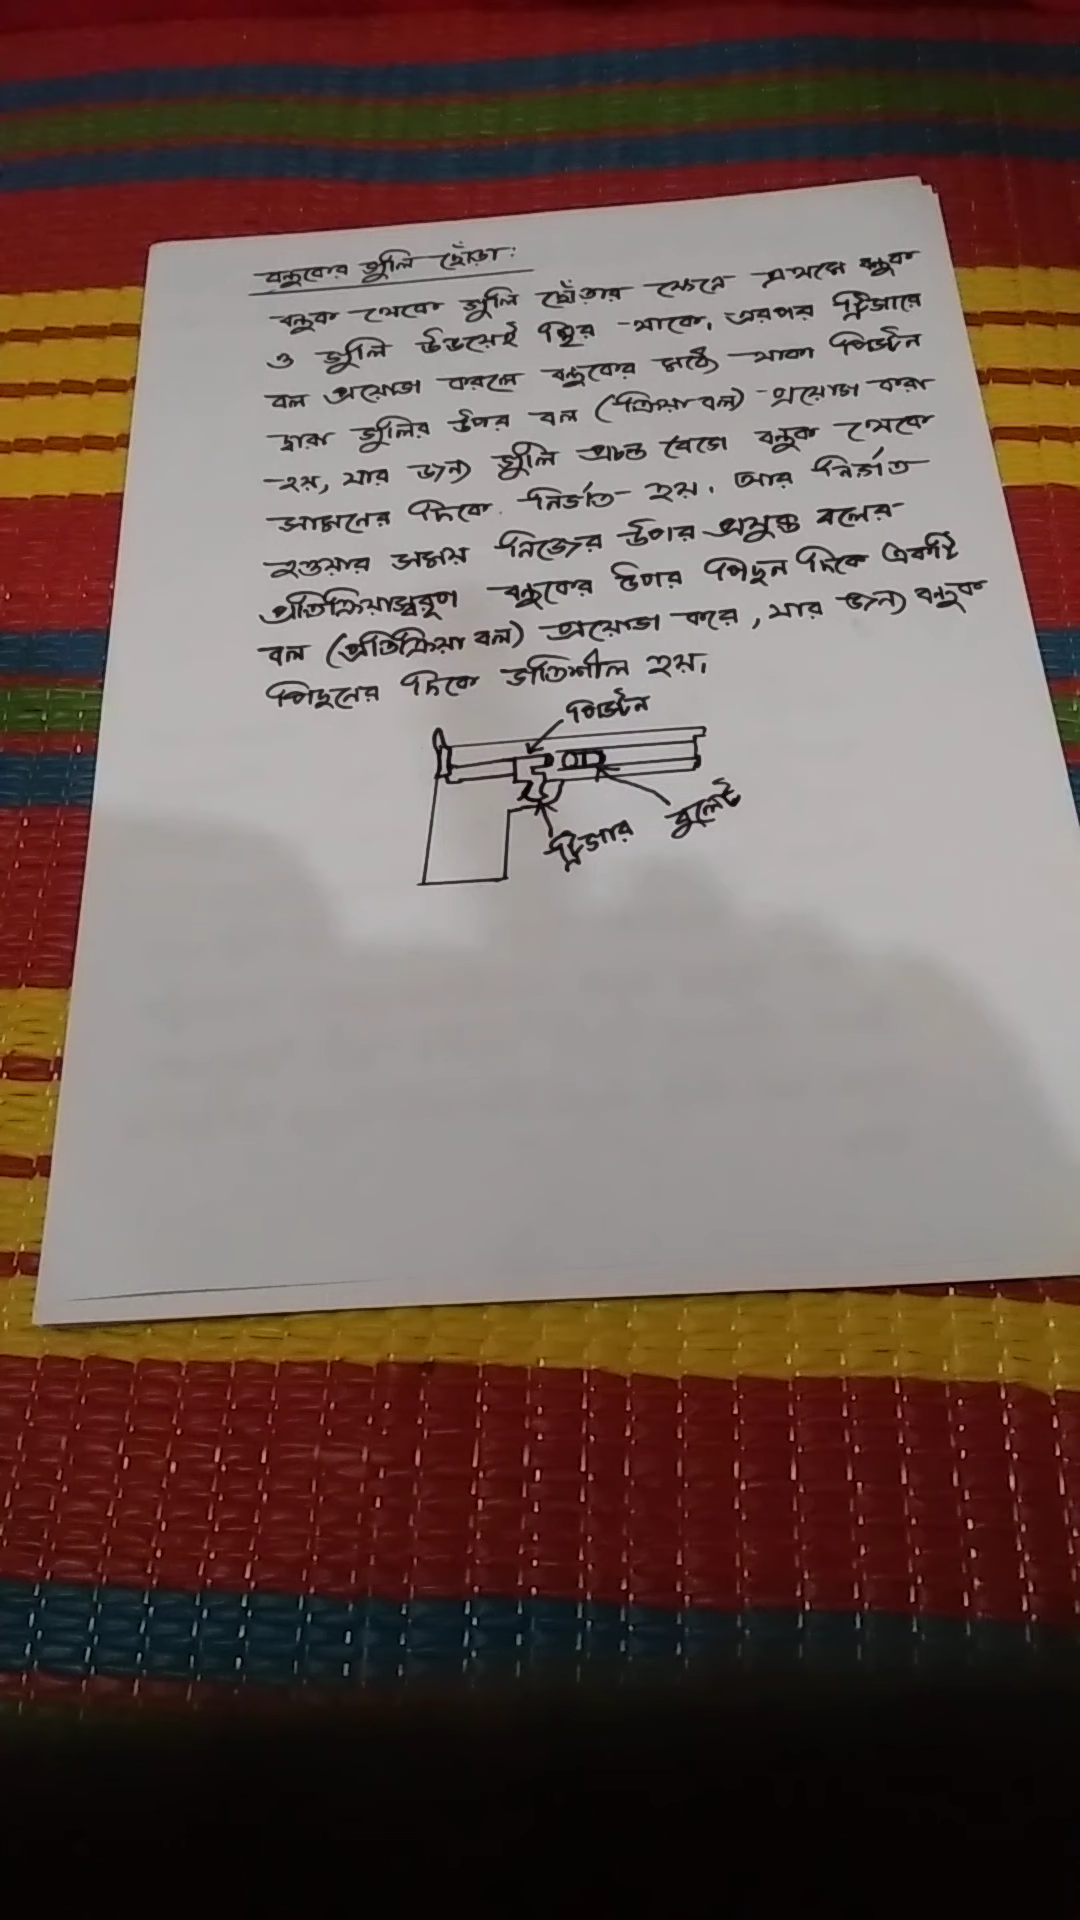 বন্দুকের গুলি ছোঁড়া:
বন্দুক থেকে গুলি ছোঁড়ার ক্ষেত্রে প্রথমে বন্দুক
ও গুলি উভয়েই স্থির থাকে। এরপর ট্রিগারে
বল প্রয়োগ করলে বন্দুকের মধ্যে থাকা পিস্টন
দ্বারা গুলির উপর বল (ক্রিয়া বল) প্রয়োগ করা
হয়, যার জন্য গুলি প্রচন্ড বেগে বন্দুক থেকে
সামনের দিকে নির্গত হয়। আর নির্গত
হওয়ার সময় নিজের উপর প্রযুক্ত বলের
প্রতিক্রিয়াস্বরূপ বন্দুকের উপর পিছন দিকে একটি
বল (প্রতিক্রিয়া বল) প্রয়োগ করে, যার জন্য বন্দুক
পিছনের দিকে গতিশীল হয়।
পিস্টন
বুলেট
ট্রিগার